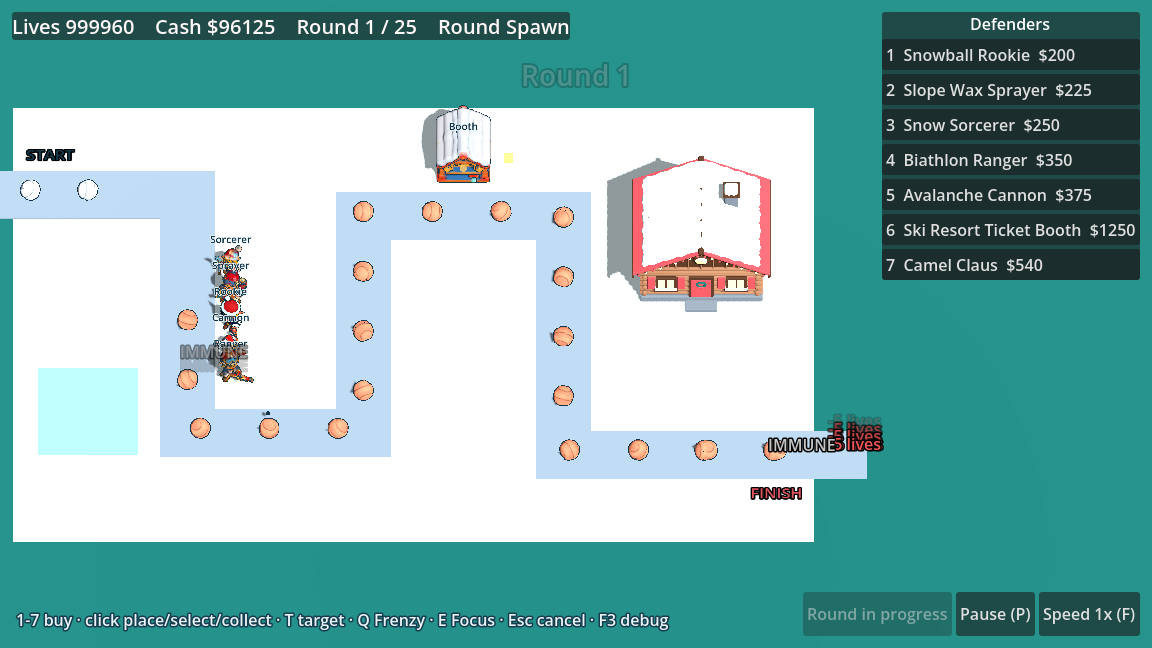 Lives 999960 Cash $96125 Round 1 / 25 Round Spawn
Round 1
Defenders
1 Snowball Rookie $200
2 Slope Wax Sprayer $225
3 Snow Sorcerer $250
4 Biathlon Ranger $350
5 Avalanche Cannon $375
6 Ski Resort Ticket Booth $1250
7 Camel Claus $540
Booth
START
Sorcerer
Sprayer
Rookie
Cannon
Ranger
IMMUNE
IMMUNE
5 lives
FINISH
1-7 buy · click place/select/collect · T target · Q Frenzy · E Focus · Esc cancel · F3 debug
Round in progress
Pause (P)
Speed 1x (F)